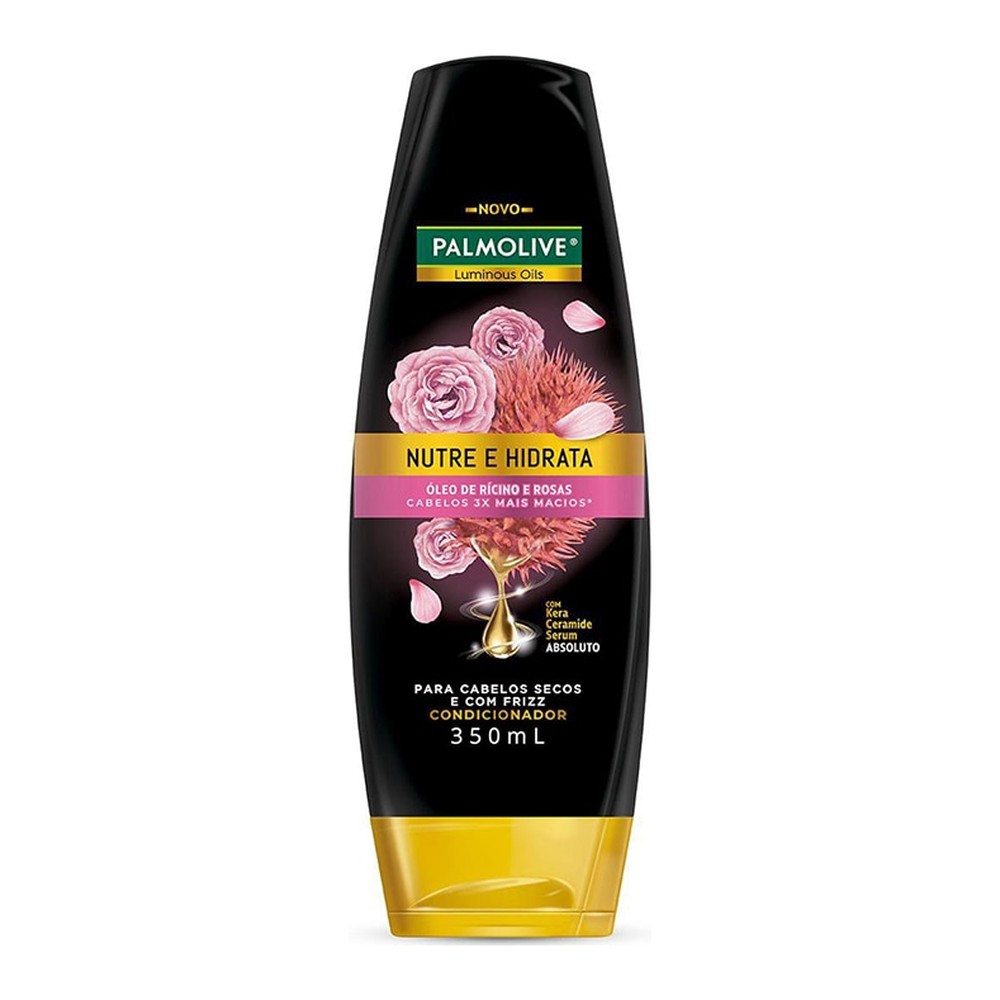 NOVO
PALMOLIVE®
Luminous Oils
NUTRE E HIDRATA
ÓLEO DE RÍCINO E ROSAS
CABELOS 3X MAIS MACIOS*
COM
Kera
Ceramide
Serum
ABSOLUTO
PARA CABELOS SECOS
E COM FRIZZ
CONDICIONADOR
350mL